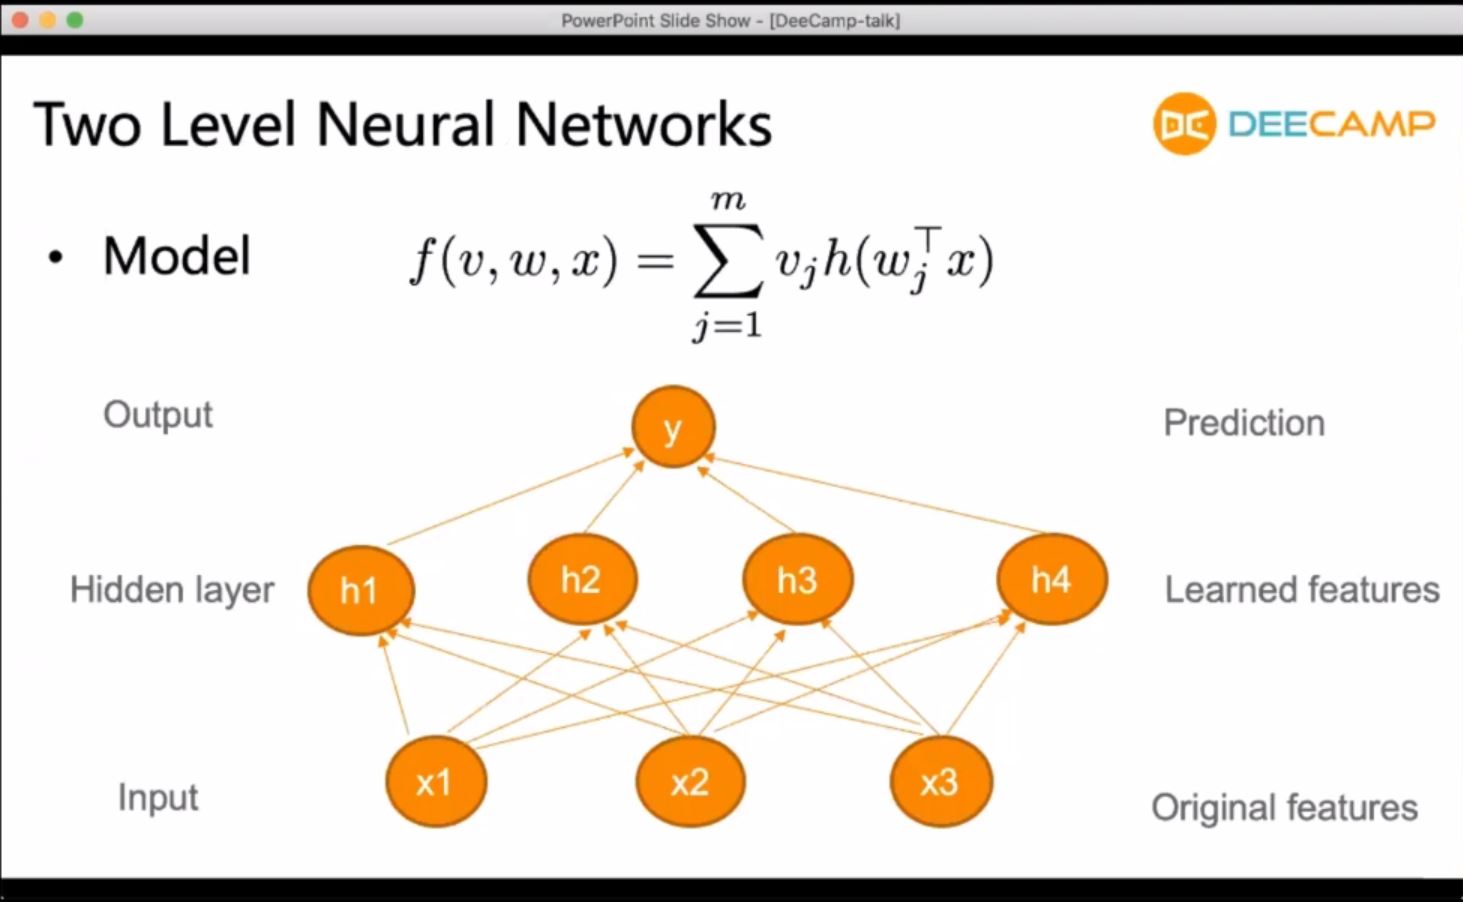 PowerPoint Slide Show - [DeeCamp-talk]
Two Level Neural Networks
DC DEECAMP
• Model f(v, w, x) = \sum_{j=1}^{m} v_j h(w_j^⊤ x)
Output y Prediction
Hidden layer h1 h2 h3 h4 Learned features
Input x1 x2 x3 Original features